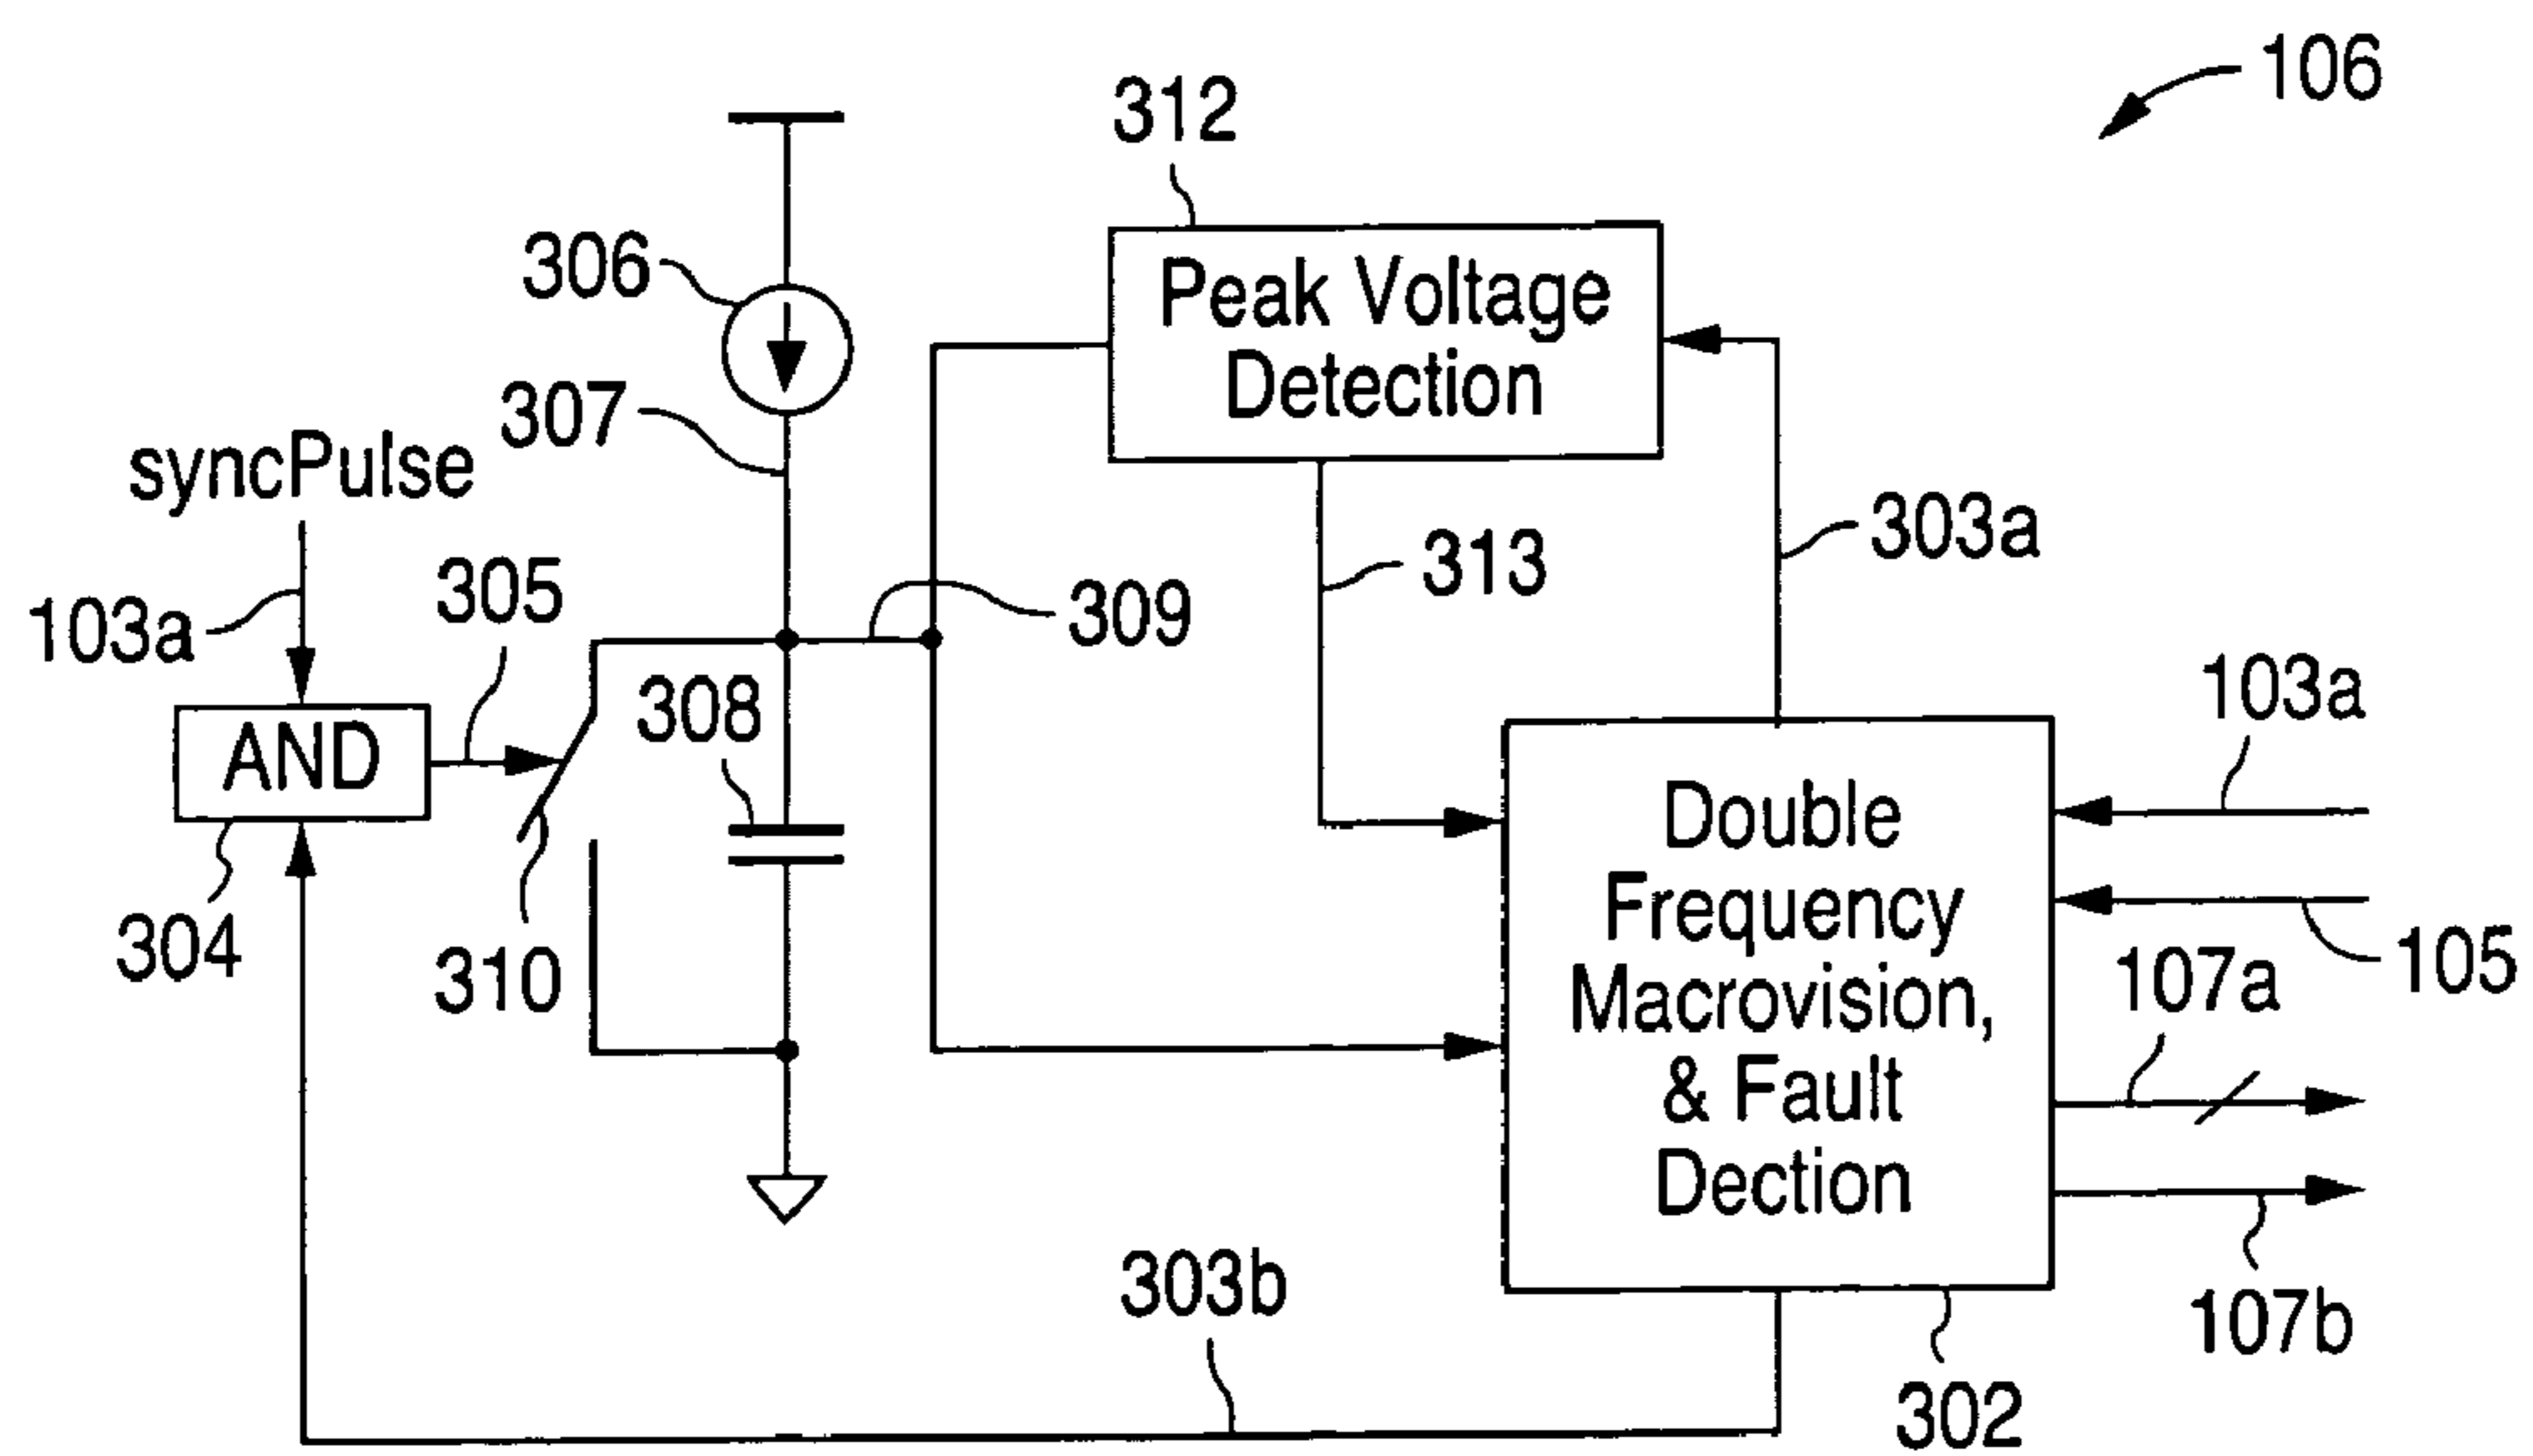 106
312
306
Peak Voltage
Detection
307
syncPulse
303a
305
313
103a
309
103a
308
AND
105
Double
Frequency
Macrovision,
& Fault
Dection
107a
304
310
303b
107b
302